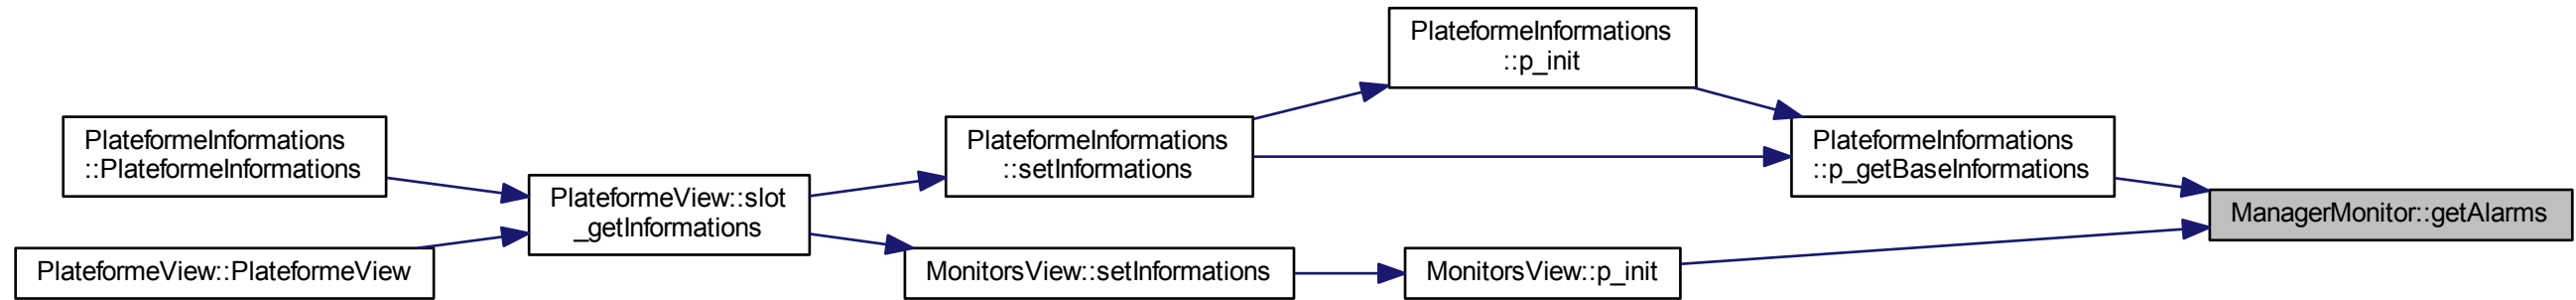 PlateformeInformations
::p_init
PlateformeInformations
::PlateformeInformations
PlateformeInformations
::setInformations
PlateformeInformations
::p_getBaseInformations
PlateformeView::slot
_getInformations
ManagerMonitor::getAlarms
PlateformeView::PlateformeView
MonitorsView::setInformations
MonitorsView::p_init